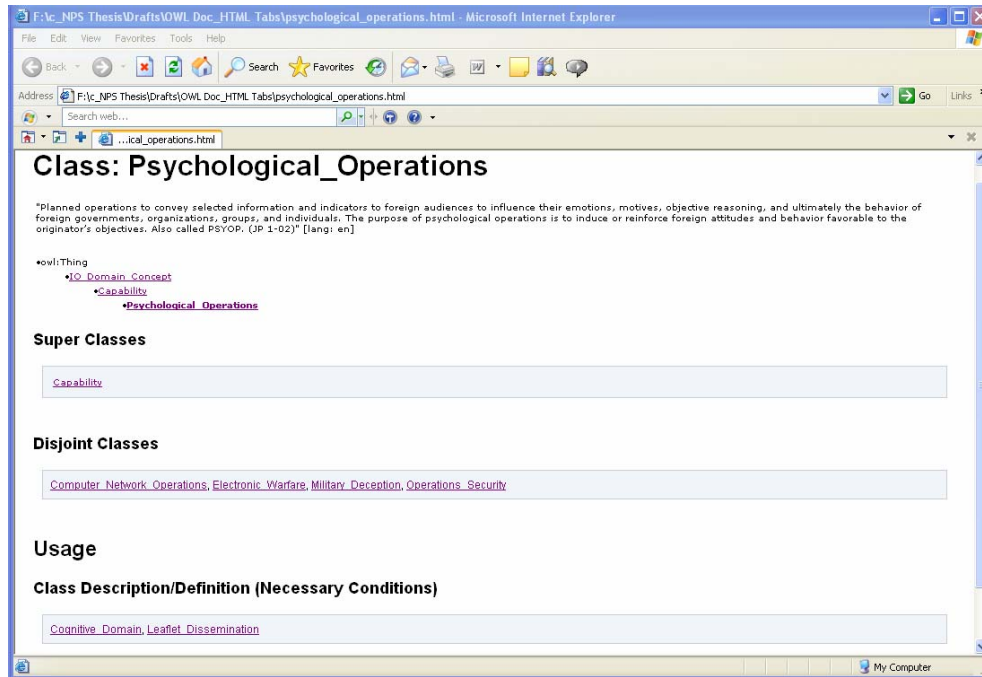 F:\c_NPS Thesis\Drafts\OWL Doc_HTML Tabs\psychological_operations.html - Microsoft Internet Explorer
File Edit View Favorites Tools Help
Back Search Favorites
Address F:\c_NPS Thesis\Drafts\OWL Doc_HTML Tabs\psychological_operations.html Go Links
Search web...
...ical_operations.html
Class: Psychological_Operations
"Planned operations to convey selected information and indicators to foreign audiences to influence their emotions, motives, objective reasoning, and ultimately the behavior of
foreign governments, organizations, groups, and individuals. The purpose of psychological operations is to induce or reinforce foreign attitudes and behavior favorable to the
originator's objectives. Also called PSYOP. (JP 1-02)" [lang: en]
•owl:Thing
•IO_Domain_Concept
•Capability
•Psychological_Operations
Super Classes
Capability
Disjoint Classes
Computer_Network_Operations, Electronic_Warfare, Military_Deception, Operations_Security
Usage
Class Description/Definition (Necessary Conditions)
Cognitive_Domain, Leaflet_Dissemination
My Computer